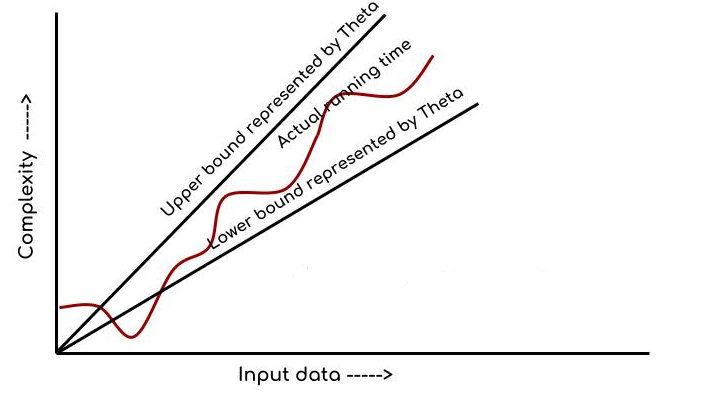 Upper bound represented by Theta
Actual running time
Lower bound represented by Theta
Complexity ----->
Input data ----->